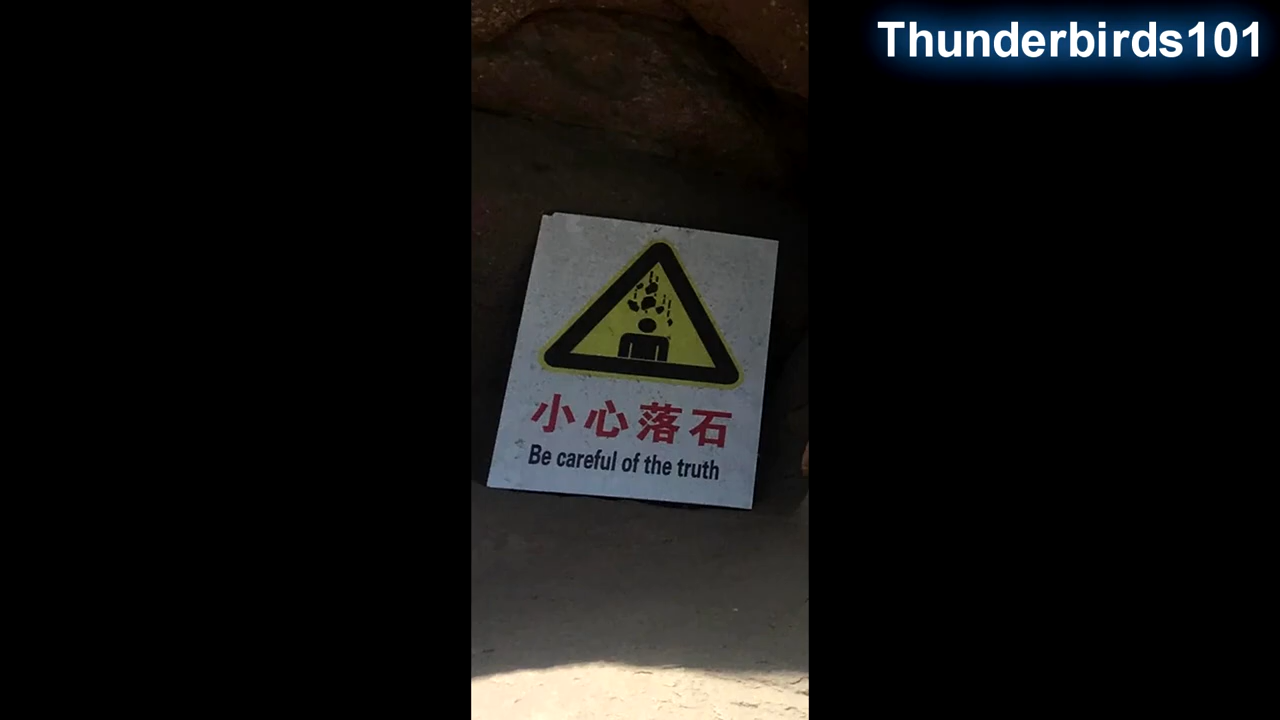 Thunderbirds101
小心落石
Be careful of the truth